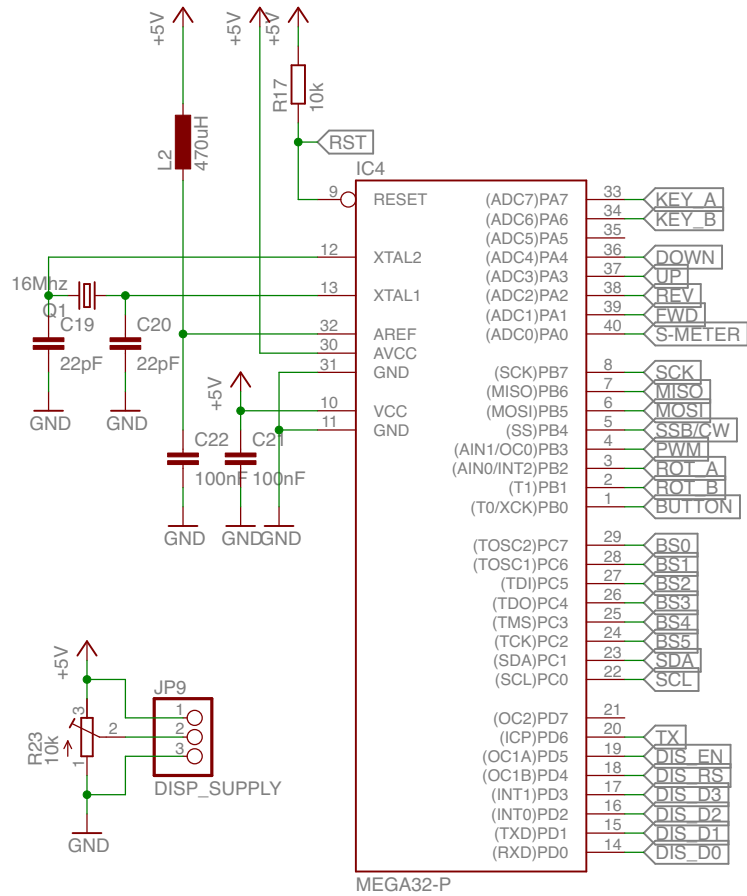 +5V
+5V
+5V
R17
10k
L2
470uH
RST
IC4
9 RESET
12 XTAL2
13 XTAL1
32 AREF
30 AVCC
31 GND
10 VCC
11 GND
16Mhz
Q1
C19
22pF
C20
22pF
GND
GND
+5V
C22
100nF
C21
100nF
GND
GND
GND
(ADC7)PA7 33 KEY_A
(ADC6)PA6 34 KEY_B
(ADC5)PA5 35
(ADC4)PA4 36 DOWN
(ADC3)PA3 37 UP
(ADC2)PA2 38 REV
(ADC1)PA1 39 FWD
(ADC0)PA0 40 S-METER
(SCK)PB7 8 SCK
(MISO)PB6 7 MISO
(MOSI)PB5 6 MOSI
(SS)PB4 5 SSB/CW
(AIN1/OC0)PB3 4 PWM
(AIN0/INT2)PB2 3 ROT_A
(T1)PB1 2 ROT_B
(T0/XCK)PB0 1 BUTTON
(TOSC2)PC7 29 BS0
(TOSC1)PC6 28 BS1
(TDI)PC5 27 BS2
(TDO)PC4 26 BS3
(TMS)PC3 25 BS4
(TCK)PC2 24 BS5
(SDA)PC1 23 SDA
(SCL)PC0 22 SCL
(OC2)PD7 21
(ICP)PD6 20 TX
(OC1A)PD5 19 DIS_EN
(OC1B)PD4 18 DIS_RS
(INT1)PD3 17 DIS_D3
(INT0)PD2 16 DIS_D2
(TXD)PD1 15 DIS_D1
(RXD)PD0 14 DIS_D0
MEGA32-P
+5V
R23
10k
3
2
1
GND
JP9
1
2
3
DISP_SUPPLY